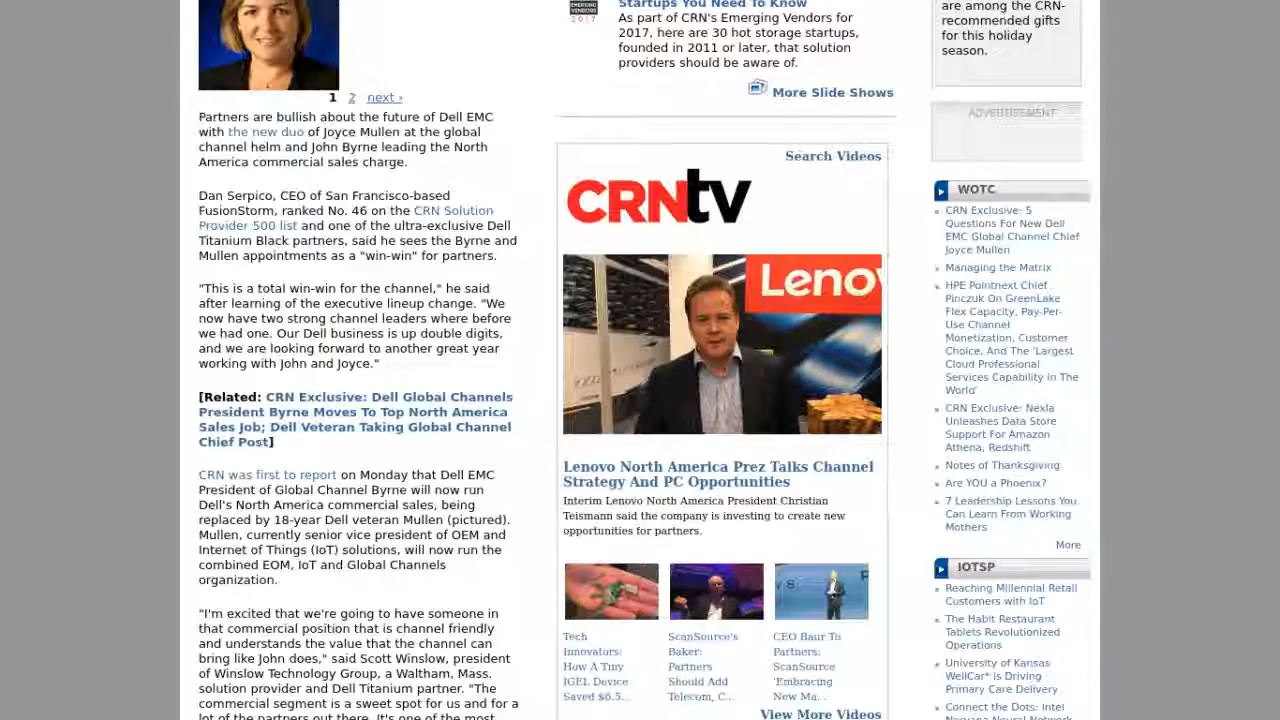 EMERGING
VENDORS
2017
Startups You Need To Know
As part of CRN's Emerging Vendors for
2017, here are 30 hot storage startups,
founded in 2011 or later, that solution
providers should be aware of.
More Slide Shows
1 2 next ›
Partners are bullish about the future of Dell EMC
with the new duo of Joyce Mullen at the global
channel helm and John Byrne leading the North
America commercial sales charge.
Dan Serpico, CEO of San Francisco-based
FusionStorm, ranked No. 46 on the CRN Solution
Provider 500 list and one of the ultra-exclusive Dell
Titanium Black partners, said he sees the Byrne and
Mullen appointments as a "win-win" for partners.
"This is a total win-win for the channel," he said
after learning of the executive lineup change. "We
now have two strong channel leaders where before
we had one. Our Dell business is up double digits,
and we are looking forward to another great year
working with John and Joyce."
[Related: CRN Exclusive: Dell Global Channels
President Byrne Moves To Top North America
Sales Job; Dell Veteran Taking Global Channel
Chief Post]
CRN was first to report on Monday that Dell EMC
President of Global Channel Byrne will now run
Dell's North America commercial sales, being
replaced by 18-year Dell veteran Mullen (pictured).
Mullen, currently senior vice president of OEM and
Internet of Things (IoT) solutions, will now run the
combined EOM, IoT and Global Channels
organization.
"I'm excited that we're going to have someone in
that commercial position that is channel friendly
and understands the value that the channel can
bring like John does," said Scott Winslow, president
of Winslow Technology Group, a Waltham, Mass.
solution provider and Dell Titanium partner. "The
commercial segment is a sweet spot for us and for a
lot of the partners out there. It's one of the most
Search Videos
CRNtv
Leno
Lenovo North America Prez Talks Channel
Strategy And PC Opportunities
Interim Lenovo North America President Christian
Teismann said the company is investing to create new
opportunities for partners.
Tech
Innovators:
How A Tiny
IGEL Device
Saved $6.5...
ScanSource's
Baker:
Partners
Should Add
Telecom, C...
CEO Baur To
Partners:
ScanSource
'Embracing
New Ma...
View More Videos
are among the CRN-
recommended gifts
for this holiday
season.
ADVERTISEMENT
WOTC
CRN Exclusive: 5
Questions For New Dell
EMC Global Channel Chief
Joyce Mullen
Managing the Matrix
HPE Pointnext Chief
Pinczuk On GreenLake
Flex Capacity, Pay-Per-
Use Channel
Monetization, Customer
Choice, And The 'Largest
Cloud Professional
Services Capability In The
World'
CRN Exclusive: Nexla
Unleashes Data Store
Support For Amazon
Athena, Redshift
Notes of Thanksgiving
Are YOU a Phoenix?
7 Leadership Lessons You
Can Learn From Working
Mothers
More
IOTSP
Reaching Millennial Retail
Customers with IoT
The Habit Restaurant
Tablets Revolutionized
Operations
University of Kansas
WellCar* is Driving
Primary Care Delivery
Connect the Dots: Intel
Nervana Neural Network